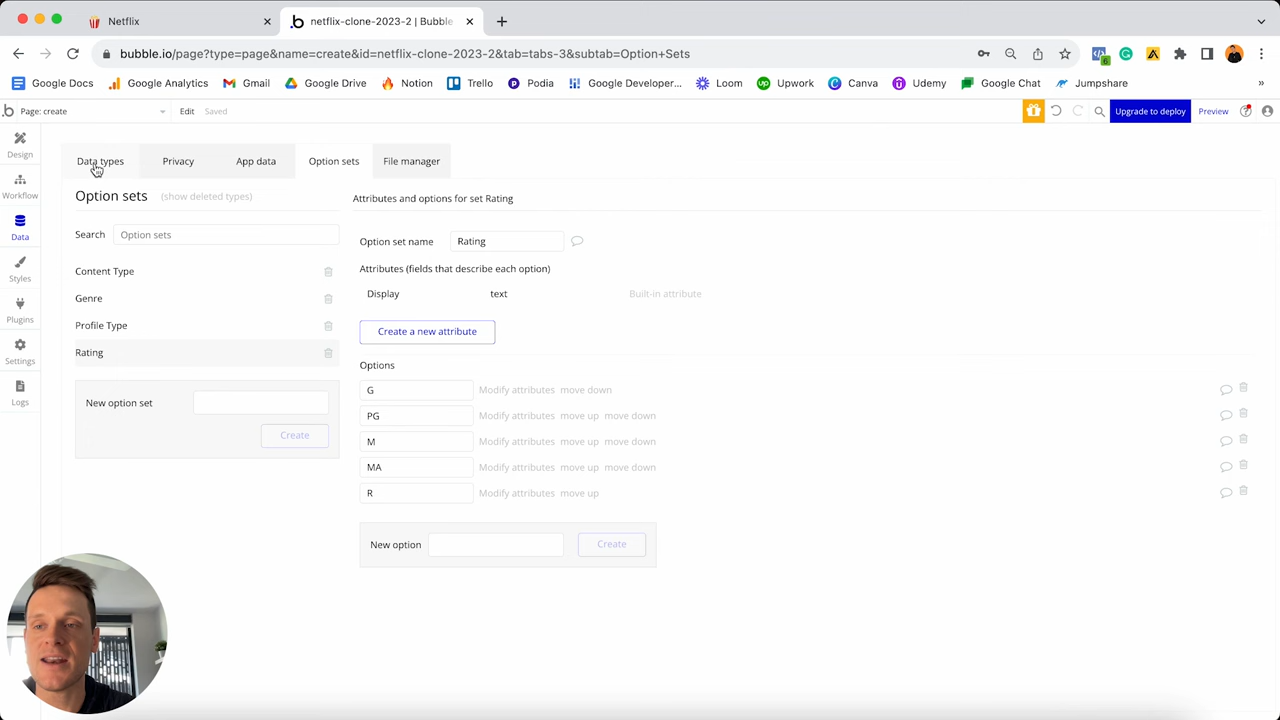 Netflix
netflix-clone-2023-2 | Bubble
bubble.io/page?type=page&name=create&id=netflix-clone-2023-2&tab=tabs-3&subtab=Option+Sets
6
Google Docs Google Analytics Gmail Google Drive Notion Trello Podia Google Developer... Loom Upwork Canva Udemy Google Chat Jumpshare »
Page: create Edit Saved Upgrade to deploy Preview
Design
Workflow
Data
Styles
Plugins
Settings
Logs
Data types Privacy App data Option sets File manager
Option sets (show deleted types)
Search Option sets
Content Type
Genre
Profile Type
Rating
New option set
Create
Attributes and options for set Rating
Option set name Rating
Attributes (fields that describe each option)
Display text Built-in attribute
Create a new attribute
Options
G Modify attributes move down
PG Modify attributes move up move down
M Modify attributes move up move down
MA Modify attributes move up move down
R Modify attributes move up
New option Create